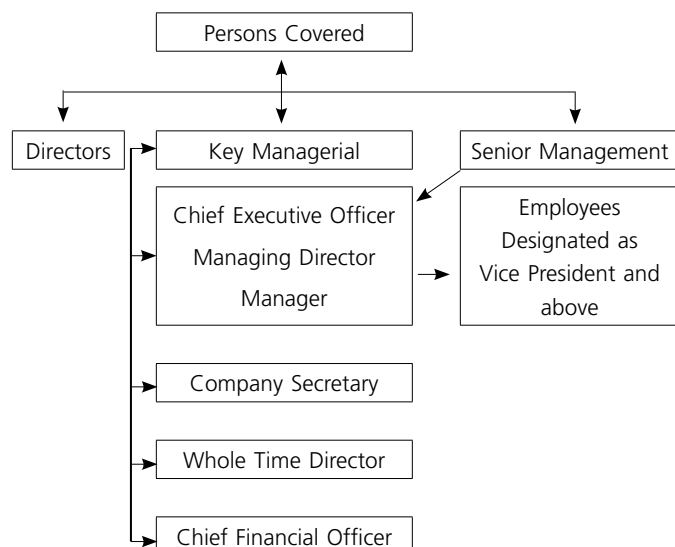 Persons Covered
Directors
Key Managerial
Senior Management
Chief Executive Officer
Managing Director
Manager
Employees
Designated as
Vice President and
above
Company Secretary
Whole Time Director
Chief Financial Officer